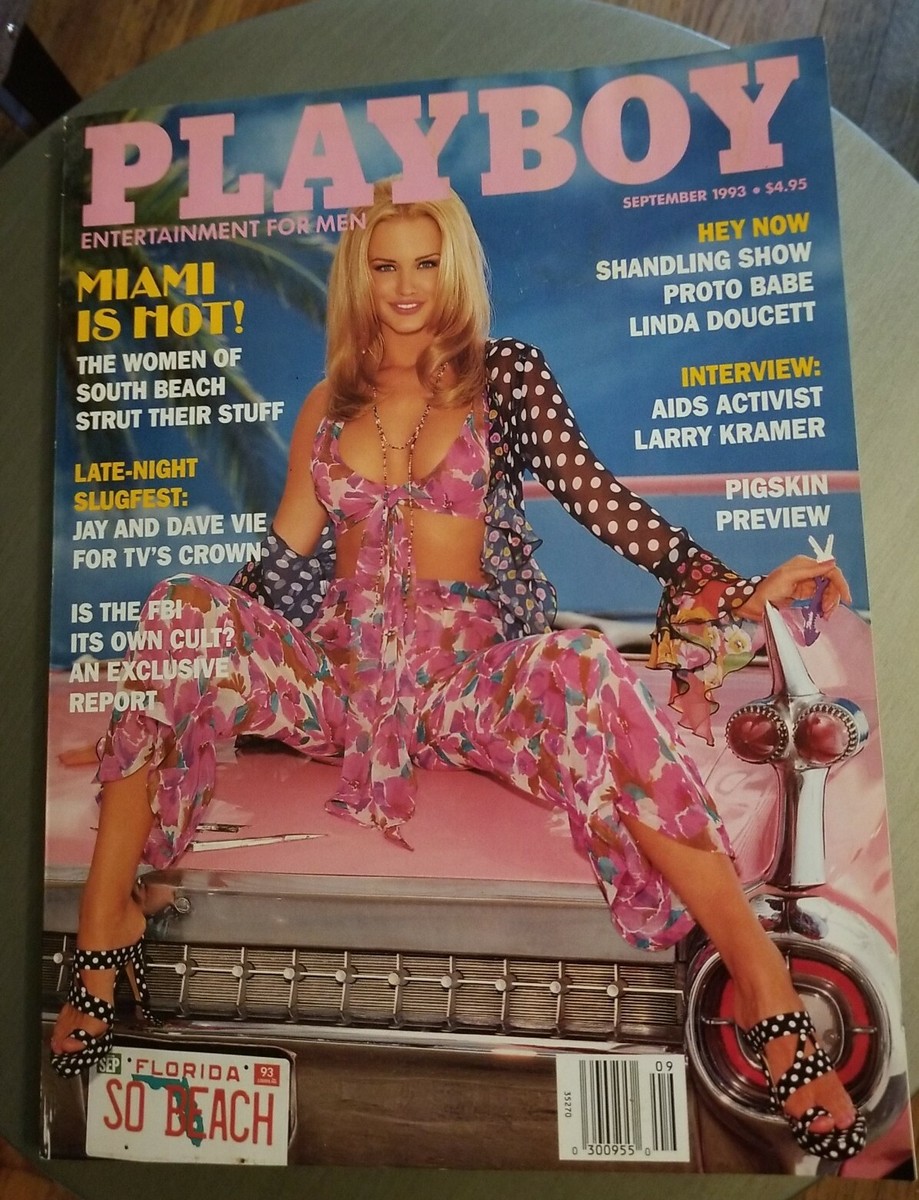 PLAYBOY
ENTERTAINMENT FOR MEN
SEPTEMBER 1993 • $4.95
MIAMI
IS HOT!
THE WOMEN OF
SOUTH BEACH
STRUT THEIR STUFF
LATE-NIGHT
SLUGFEST:
JAY AND DAVE VIE
FOR TV'S CROWN
IS THE FBI
ITS OWN CULT?
AN EXCLUSIVE
REPORT
HEY NOW
SHANDLING SHOW
PROTO BABE
LINDA DOUCETT
INTERVIEW:
AIDS ACTIVIST
LARRY KRAMER
PIGSKIN
PREVIEW
SEP FLORIDA 93
SO BEACH
09
35270
0 300955 0